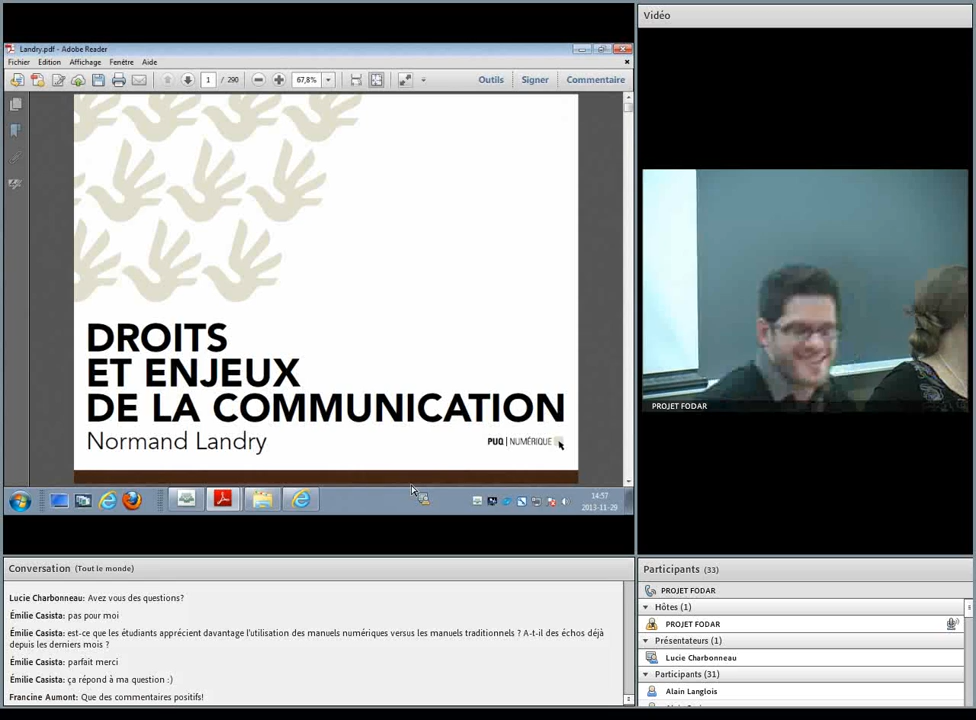 Landry.pdf - Adobe Reader
Fichier Edition Affichage Fenêtre Aide
1 / 290 67,8% Outils Signer Commentaire
DROITS
ET ENJEUX
DE LA COMMUNICATION
Normand Landry
PUQ | NUMÉRIQUE
14:57
2013-11-29
Vidéo
PROJET FODAR
Conversation (Tout le monde)
Lucie Charbonneau: Avez vous des questions?
Émilie Casista: pas pour moi
Émilie Casista: est-ce que les étudiants apprécient davantage l'utilisation des manuels numériques versus les manuels traditionnels ? A-t-il des échos déjà
depuis les derniers mois ?
Émilie Casista: parfait merci
Émilie Casista: ça répond à ma question :)
Francine Aumont: Que des commentaires positifs!
Participants (33)
PROJET FODAR
Hôtes (1)
PROJET FODAR
Présentateurs (1)
Lucie Charbonneau
Participants (31)
Alain Langlois